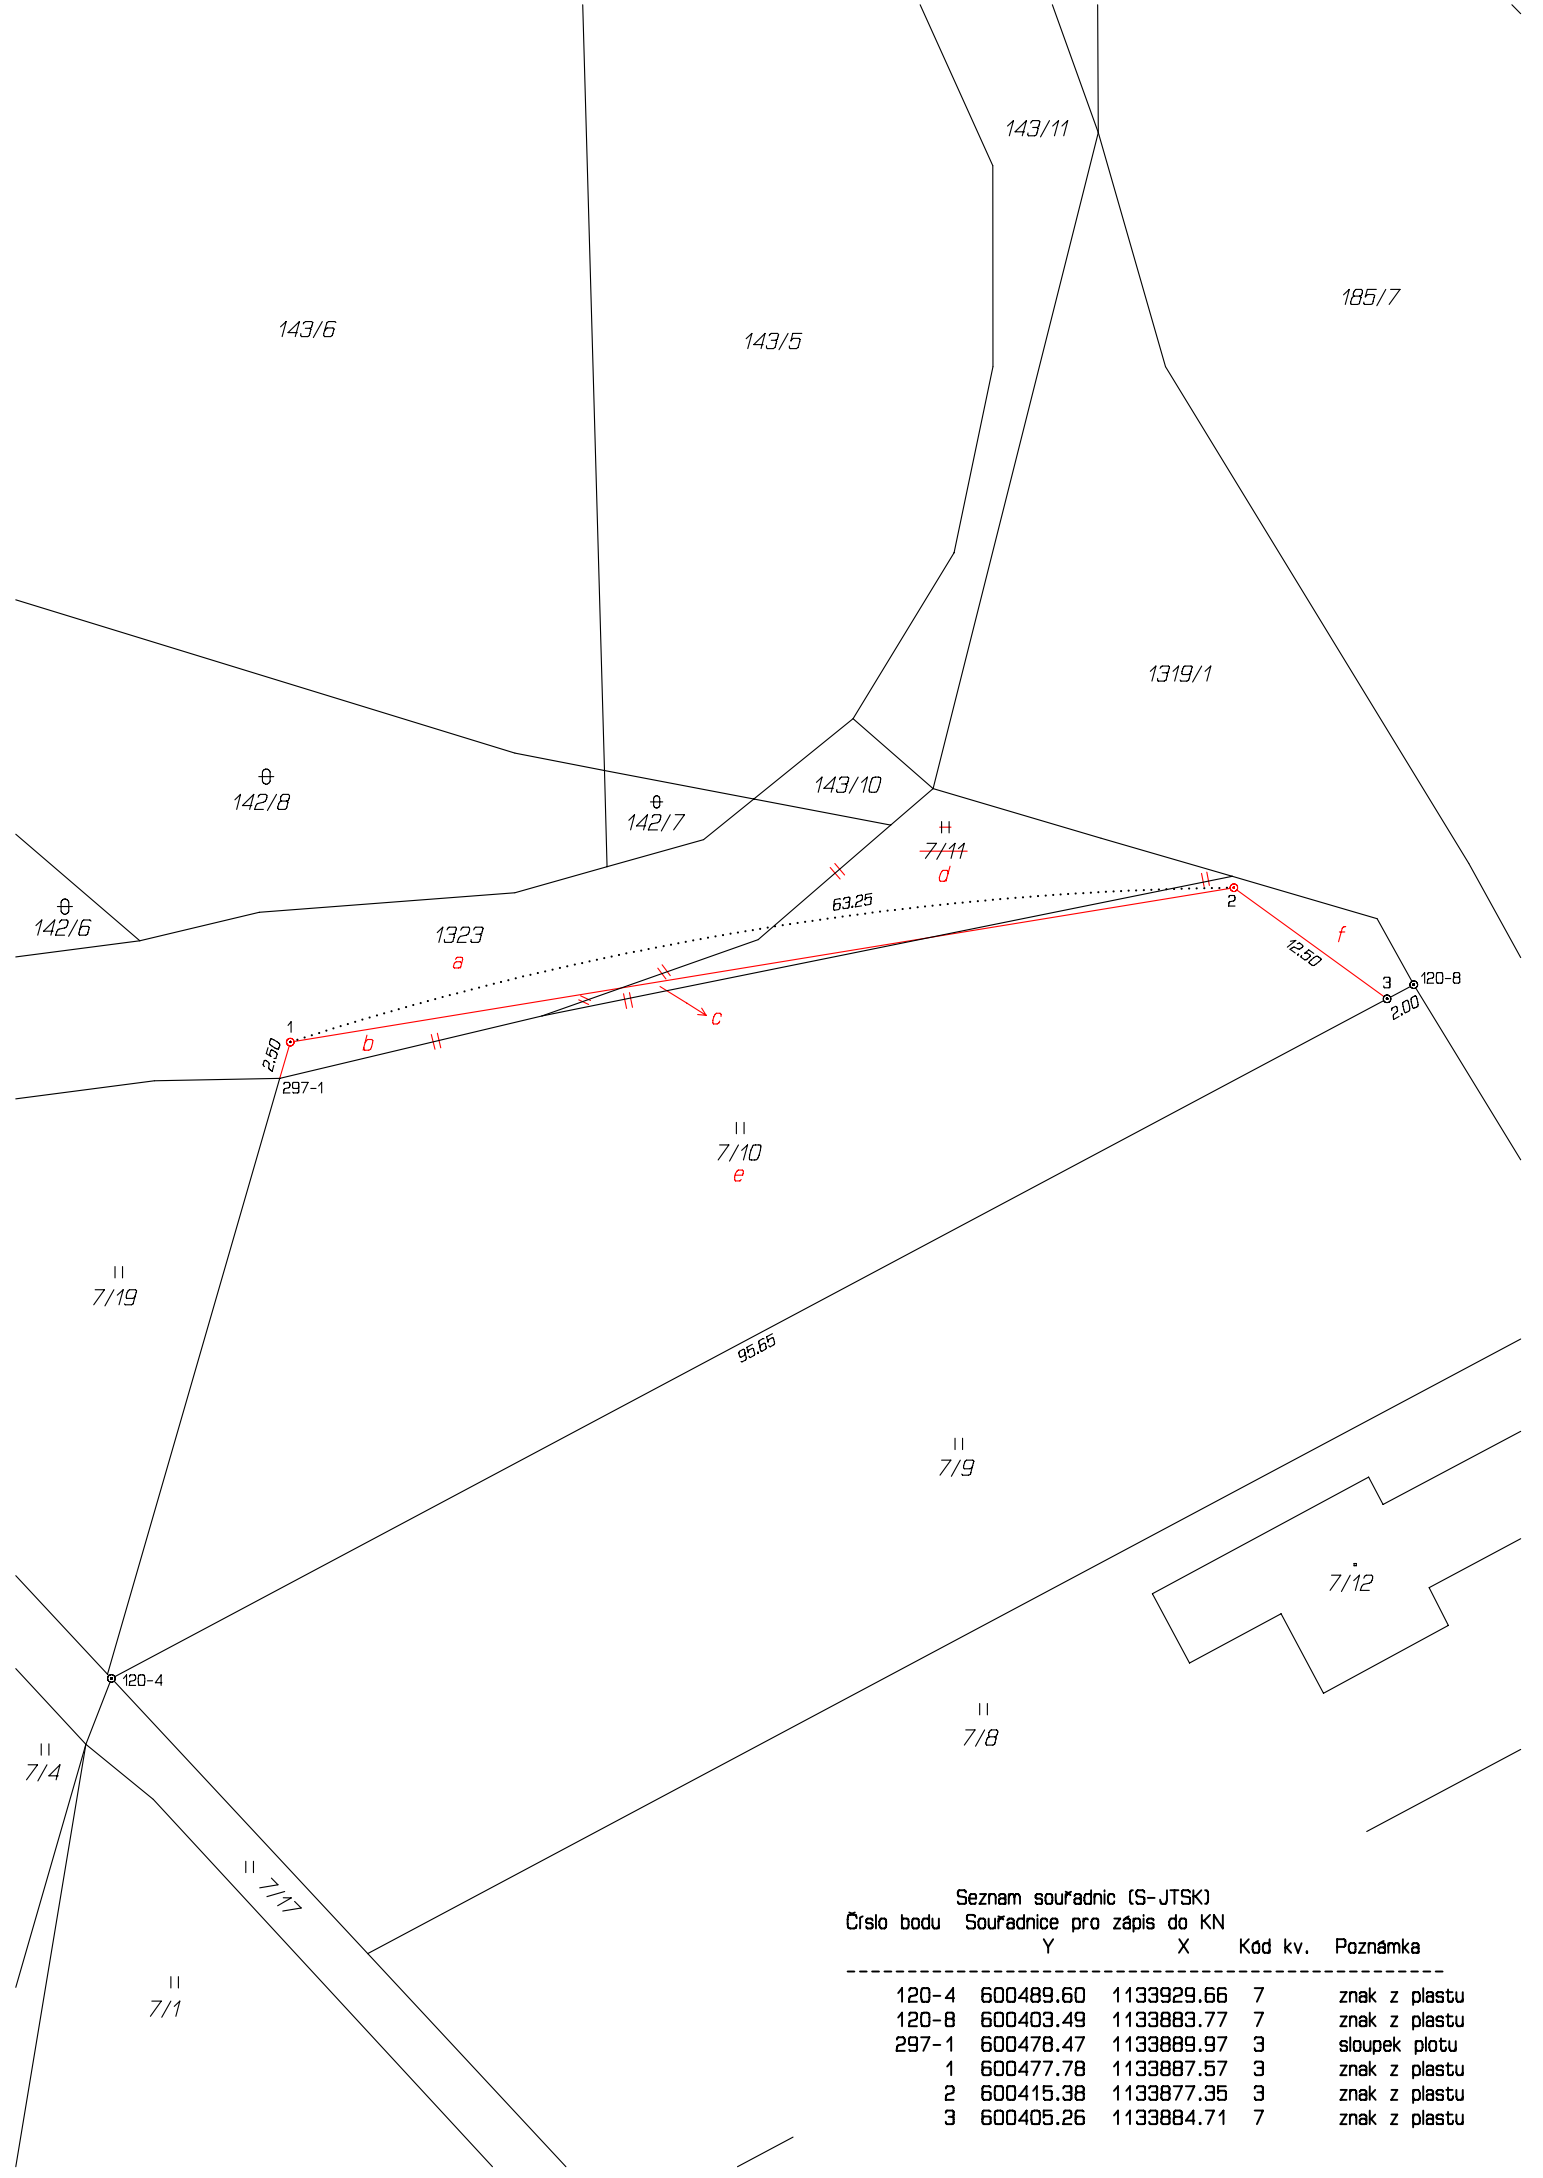 143/11
185/7
143/6
143/5
1319/1
142/8
142/7
143/10
7/11
d
142/6
1323
a
63.25
2
f
12.50
3
120-8
2.00
1
2.50
b
c
297-1
7/10
e
7/19
95.65
7/9
7/12
120-4
7/8
7/4
7/17
7/1
Seznam souřadnic (S-JTSK)
Číslo bodu Souřadnice pro zápis do KN
Y X Kód kv. Poznámka
120-4 600489.60 1133929.66 7 znak z plastu
120-8 600403.49 1133883.77 7 znak z plastu
297-1 600478.47 1133889.97 3 sloupek plotu
1 600477.78 1133887.57 3 znak z plastu
2 600415.38 1133877.35 3 znak z plastu
3 600405.26 1133884.71 7 znak z plastu